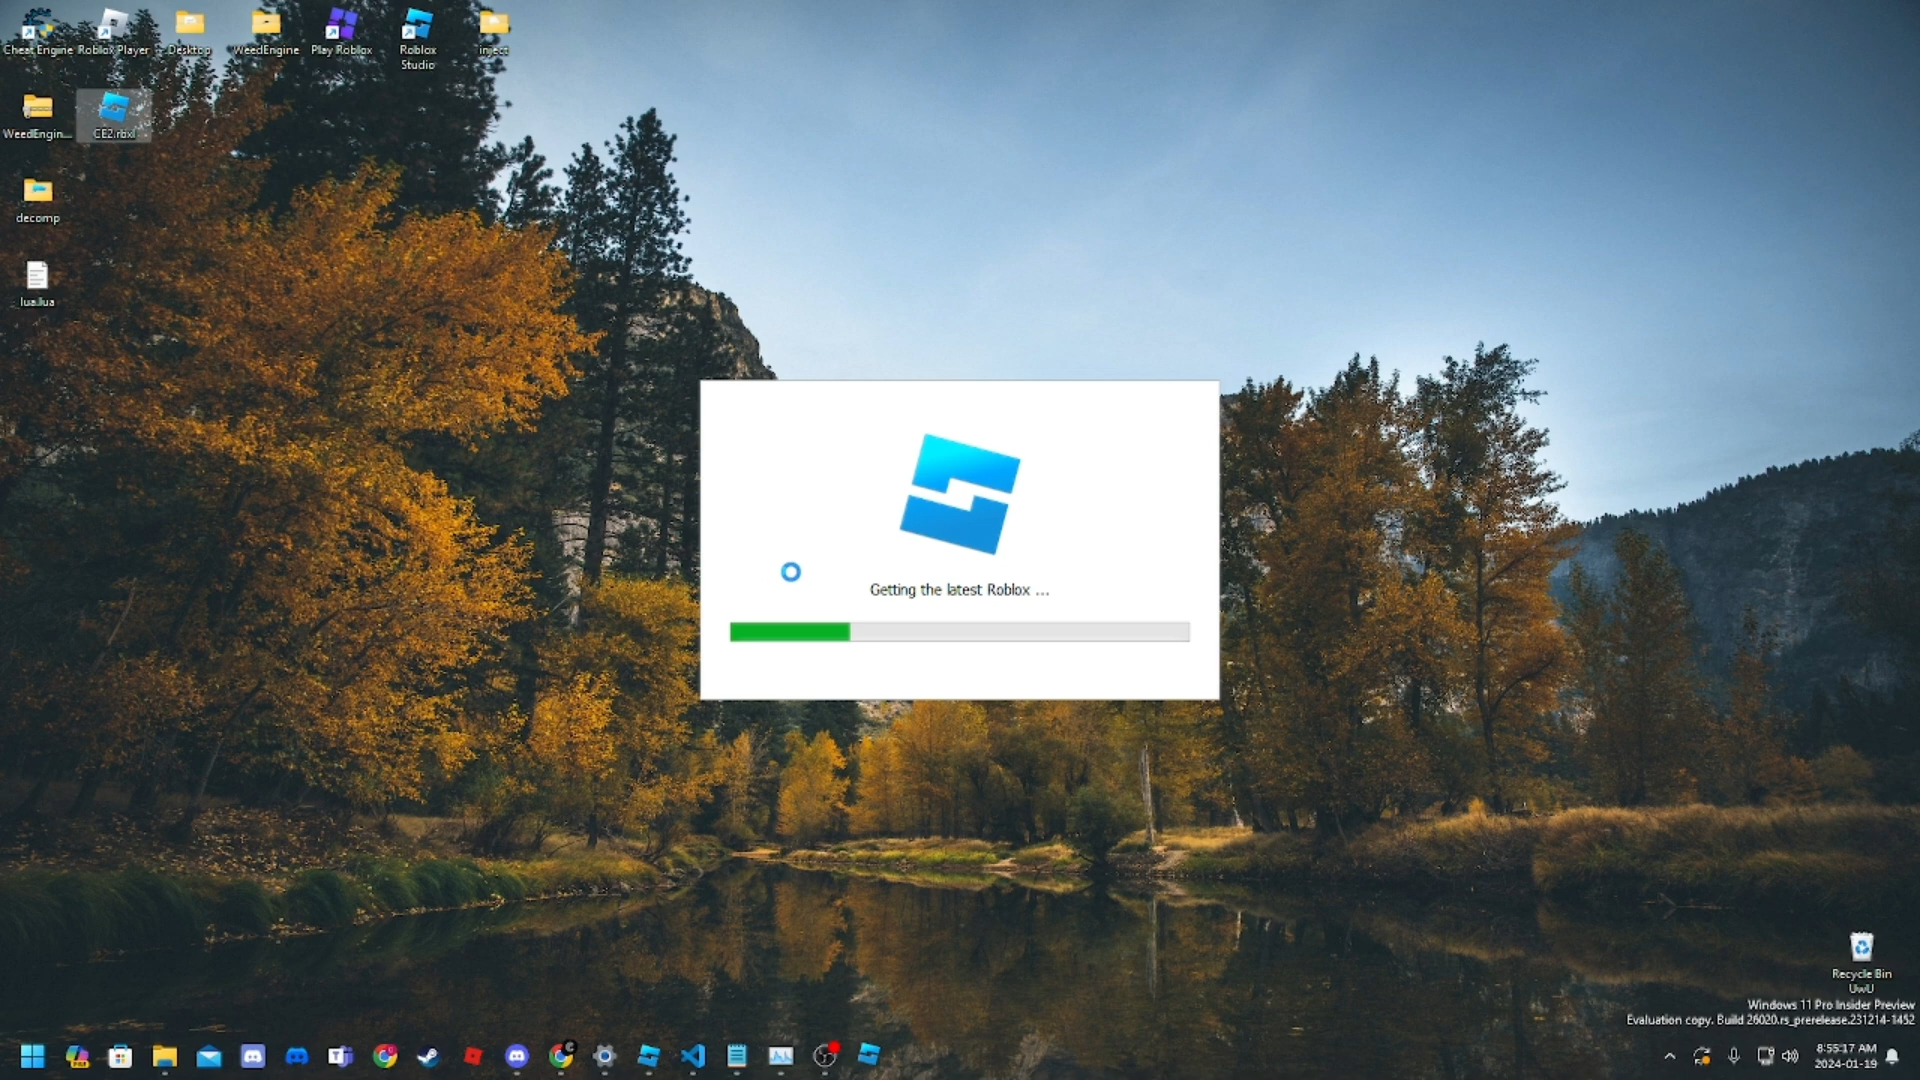 Cheat Engine
Roblox Player
Desktop
WeedEngine
Play Roblox
Roblox
Studio
inject
WeedEngin...
CE2.rbxl
decomp
lua.lua
Getting the latest Roblox ...
Recycle Bin
UwU
Windows 11 Pro Insider Preview
Evaluation copy. Build 26020.rs_prerelease.231214-1452
8:55:17 AM
2024-01-19